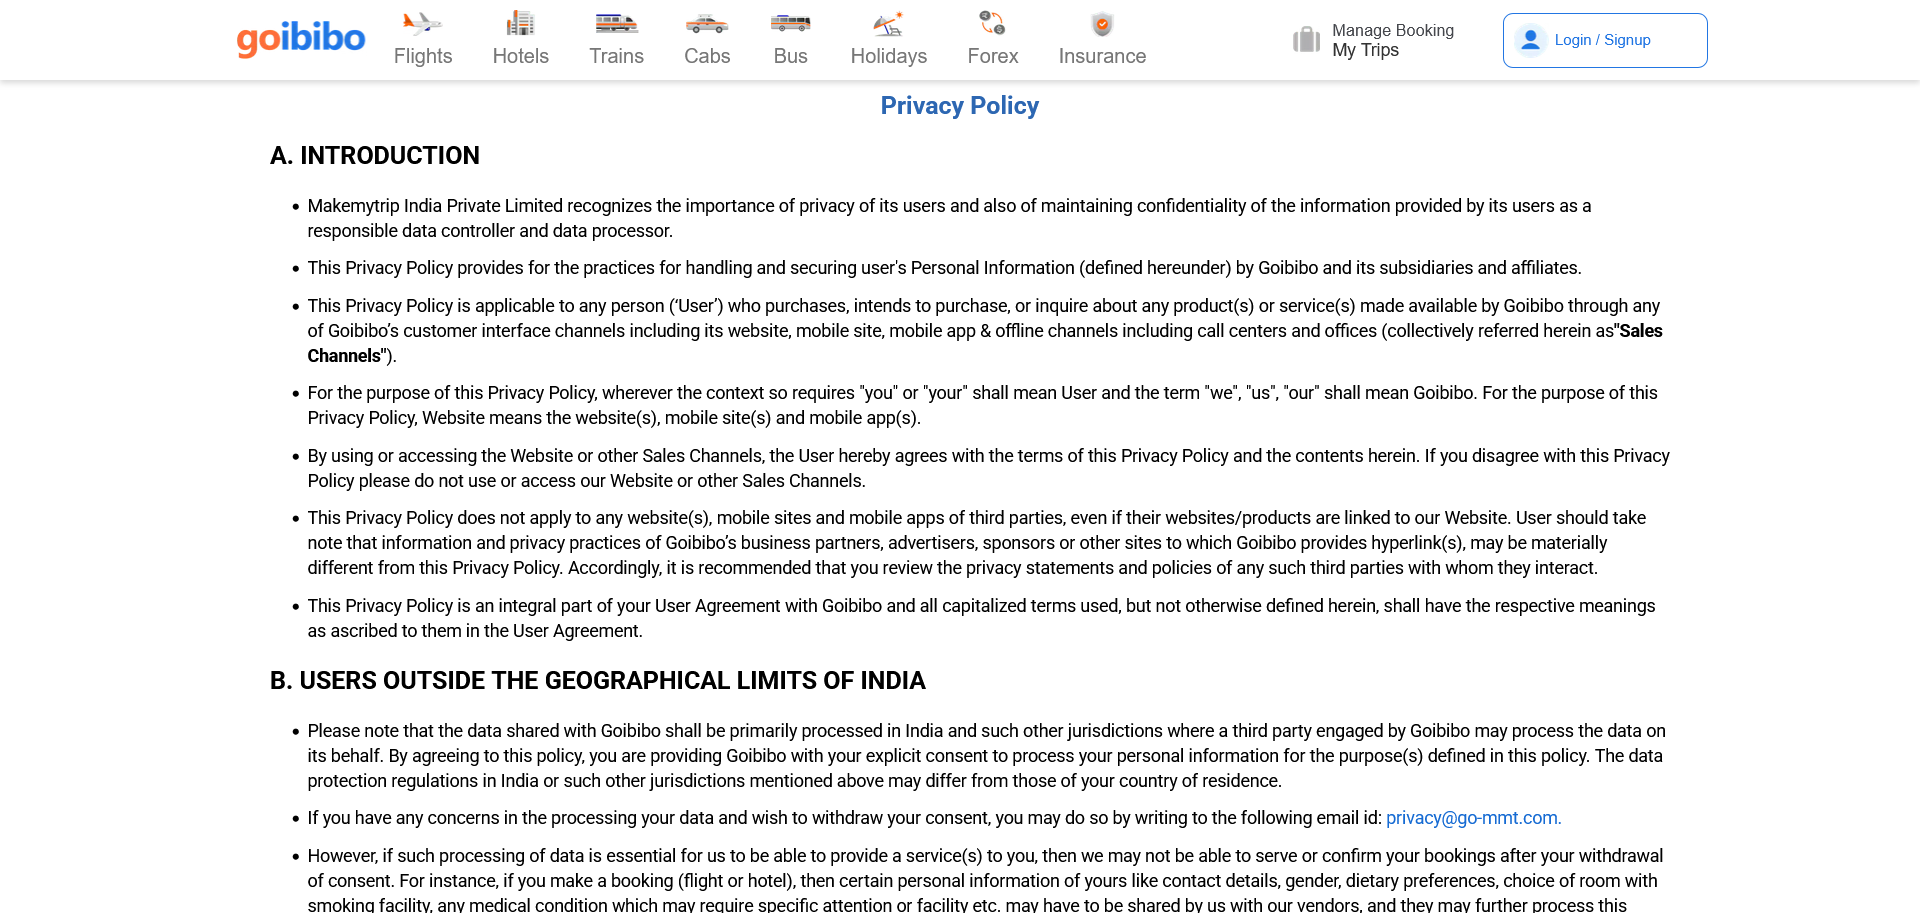 goibibo
Flights
Hotels
Trains
Cabs
Bus
Holidays
Forex
Insurance
Manage Booking
My Trips
Login / Signup
Privacy Policy
A. INTRODUCTION
• Makemytrip India Private Limited recognizes the importance of privacy of its users and also of maintaining confidentiality of the information provided by its users as a
responsible data controller and data processor.
• This Privacy Policy provides for the practices for handling and securing user's Personal Information (defined hereunder) by Goibibo and its subsidiaries and affiliates.
• This Privacy Policy is applicable to any person (‘User’) who purchases, intends to purchase, or inquire about any product(s) or service(s) made available by Goibibo through any
of Goibibo’s customer interface channels including its website, mobile site, mobile app & offline channels including call centers and offices (collectively referred herein as"Sales
Channels").
• For the purpose of this Privacy Policy, wherever the context so requires "you" or "your" shall mean User and the term "we", "us", "our" shall mean Goibibo. For the purpose of this
Privacy Policy, Website means the website(s), mobile site(s) and mobile app(s).
• By using or accessing the Website or other Sales Channels, the User hereby agrees with the terms of this Privacy Policy and the contents herein. If you disagree with this Privacy
Policy please do not use or access our Website or other Sales Channels.
• This Privacy Policy does not apply to any website(s), mobile sites and mobile apps of third parties, even if their websites/products are linked to our Website. User should take
note that information and privacy practices of Goibibo’s business partners, advertisers, sponsors or other sites to which Goibibo provides hyperlink(s), may be materially
different from this Privacy Policy. Accordingly, it is recommended that you review the privacy statements and policies of any such third parties with whom they interact.
• This Privacy Policy is an integral part of your User Agreement with Goibibo and all capitalized terms used, but not otherwise defined herein, shall have the respective meanings
as ascribed to them in the User Agreement.
B. USERS OUTSIDE THE GEOGRAPHICAL LIMITS OF INDIA
• Please note that the data shared with Goibibo shall be primarily processed in India and such other jurisdictions where a third party engaged by Goibibo may process the data on
its behalf. By agreeing to this policy, you are providing Goibibo with your explicit consent to process your personal information for the purpose(s) defined in this policy. The data
protection regulations in India or such other jurisdictions mentioned above may differ from those of your country of residence.
• If you have any concerns in the processing your data and wish to withdraw your consent, you may do so by writing to the following email id: privacy@go-mmt.com.
• However, if such processing of data is essential for us to be able to provide a service(s) to you, then we may not be able to serve or confirm your bookings after your withdrawal
of consent. For instance, if you make a booking (flight or hotel), then certain personal information of yours like contact details, gender, dietary preferences, choice of room with
smoking facility, any medical condition which may require specific attention or facility etc. may have to be shared by us with our vendors, and they may further process this